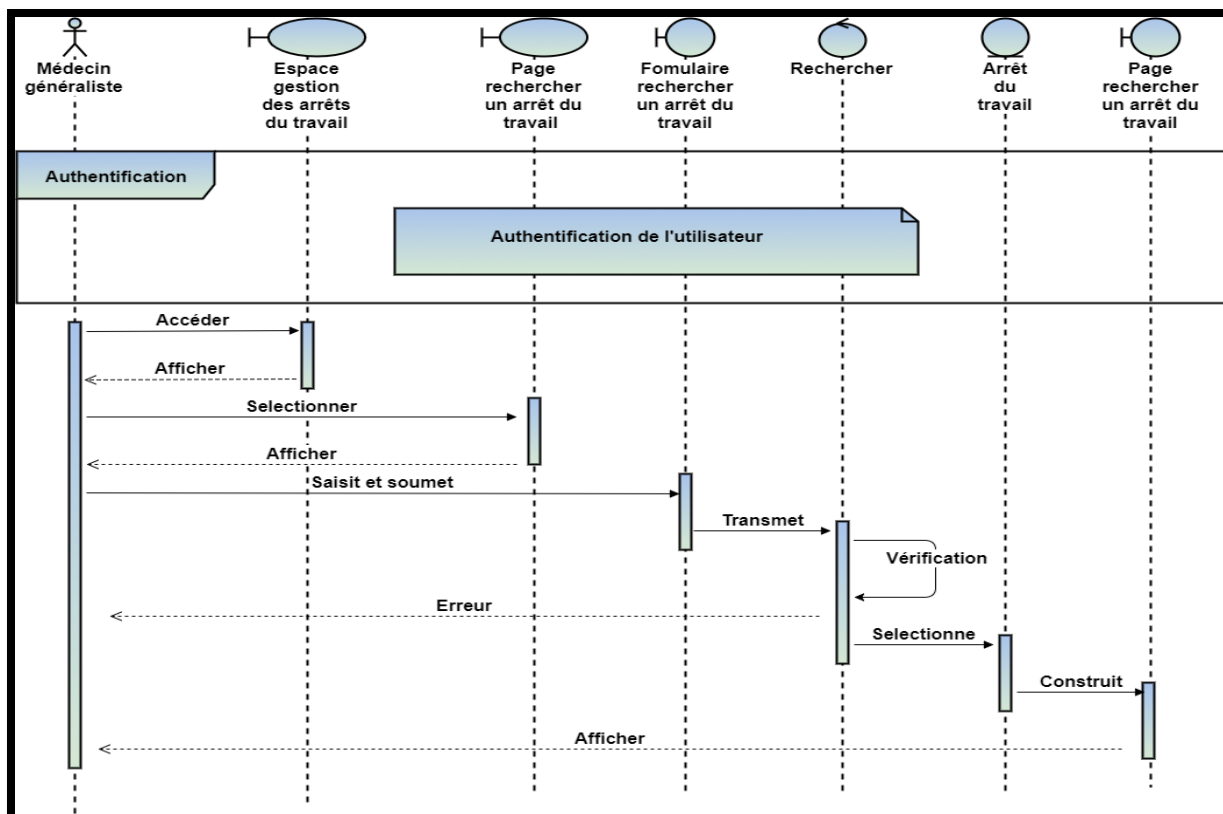 Médecin
généraliste
Espace
gestion
des arrêts
du travail
Page
rechercher
un arrêt du
travail
Fomulaire
rechercher
un arrêt du
travail
Rechercher
Arrêt
du
travail
Page
rechercher
un arrêt du
travail
Authentification
Authentification de l'utilisateur
Accéder
Afficher
Selectionner
Afficher
Saisit et soumet
Transmet
Vérification
Erreur
Selectionne
Construit
Afficher